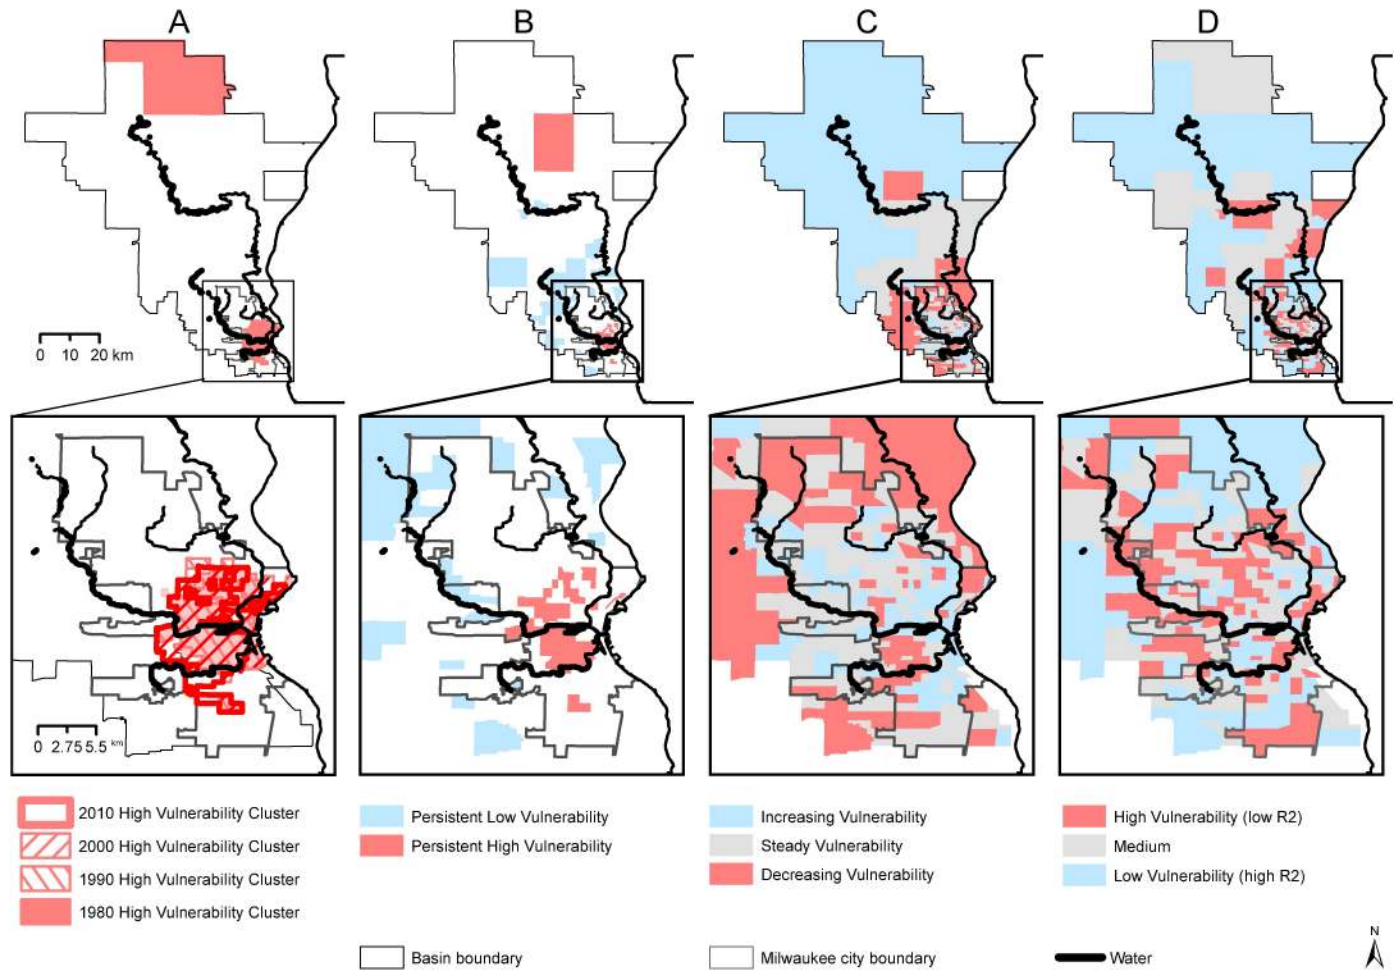 A B C D
0 10 20 km
0 2.75 5.5 km
2010 High Vulnerability Cluster
2000 High Vulnerability Cluster
1990 High Vulnerability Cluster
1980 High Vulnerability Cluster
Persistent Low Vulnerability
Persistent High Vulnerability
Increasing Vulnerability
Steady Vulnerability
Decreasing Vulnerability
High Vulnerability (low R2)
Medium
Low Vulnerability (high R2)
Basin boundary
Milwaukee city boundary
Water
N